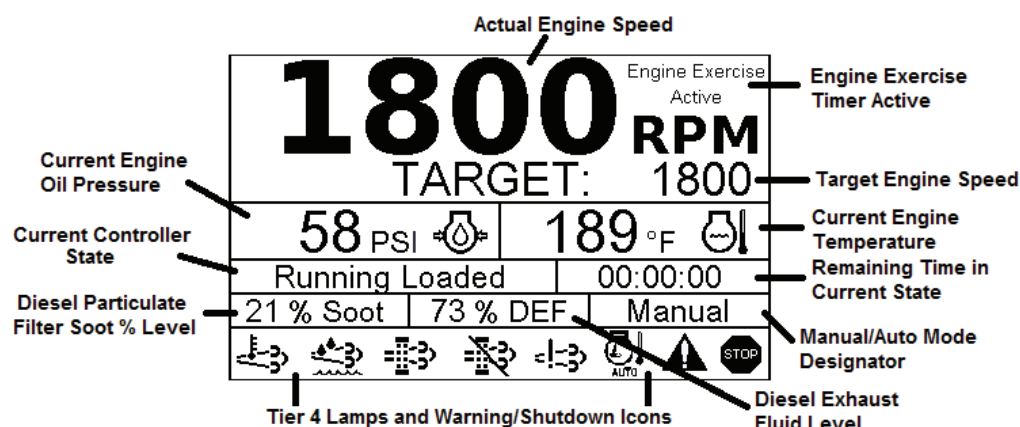 Actual Engine Speed
1800
Engine Exercise
Active
RPM
TARGET: 1800
Engine Exercise
Timer Active
Current Engine
Oil Pressure
Target Engine Speed
58 PSI
189 °F
Current Engine
Temperature
Current Controller
State
Running Loaded
00:00:00
Remaining Time in
Current State
Diesel Particulate
Filter Soot % Level
21 % Soot
73 % DEF
Manual
Manual/Auto Mode
Designator
AUTO
STOP
Tier 4 Lamps and Warning/Shutdown Icons
Diesel Exhaust
Fluid Level